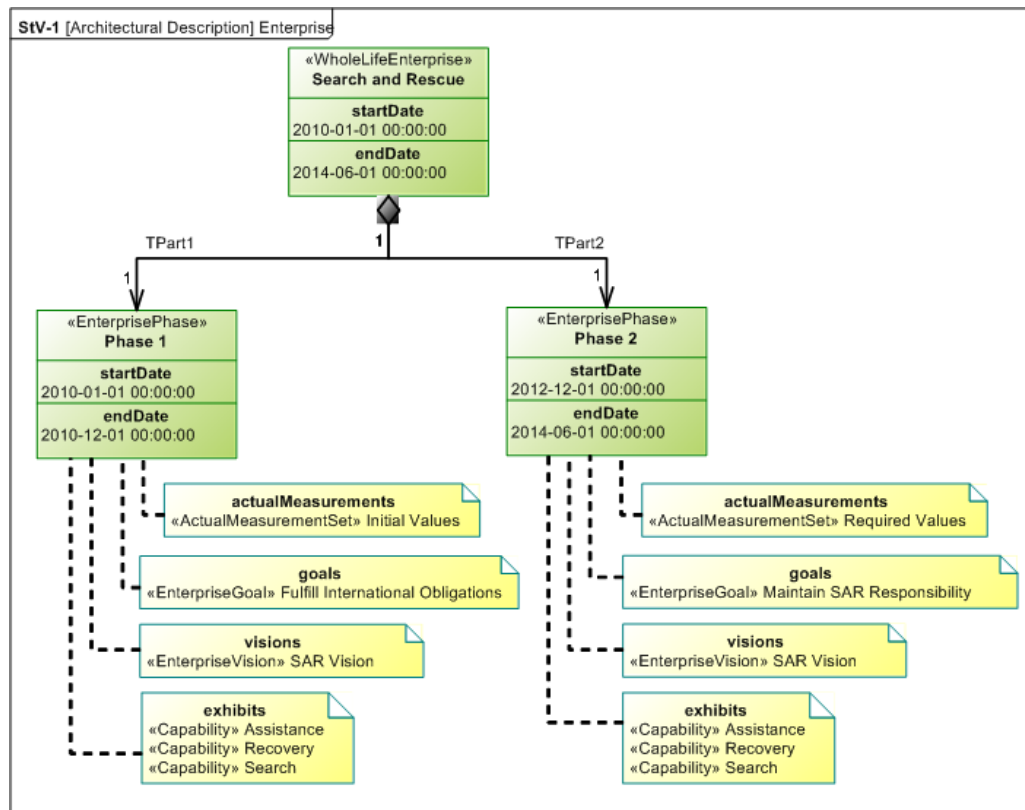 StV-1 [Architectural Description] Enterprise
«WholeLifeEnterprise»
Search and Rescue
startDate
2010-01-01 00:00:00
endDate
2014-06-01 00:00:00
1
TPart1
TPart2
1
1
«EnterprisePhase»
Phase 1
startDate
2010-01-01 00:00:00
endDate
2010-12-01 00:00:00
«EnterprisePhase»
Phase 2
startDate
2012-12-01 00:00:00
endDate
2014-06-01 00:00:00
actualMeasurements
«ActualMeasurementSet» Initial Values
goals
«EnterpriseGoal» Fulfill International Obligations
visions
«EnterpriseVision» SAR Vision
exhibits
«Capability» Assistance
«Capability» Recovery
«Capability» Search
actualMeasurements
«ActualMeasurementSet» Required Values
goals
«EnterpriseGoal» Maintain SAR Responsibility
visions
«EnterpriseVision» SAR Vision
exhibits
«Capability» Assistance
«Capability» Recovery
«Capability» Search